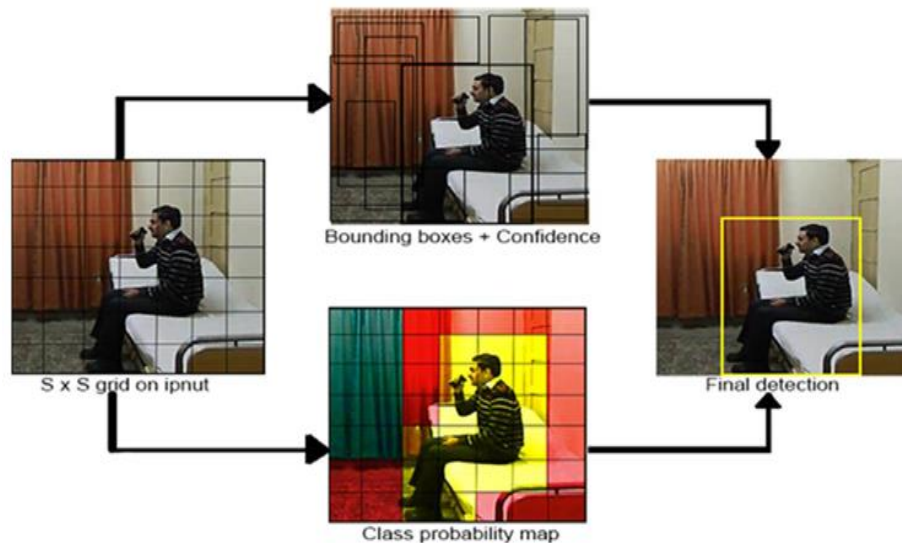 Bounding boxes + Confidence
S x S grid on ipnut
Final detection
Class probability map